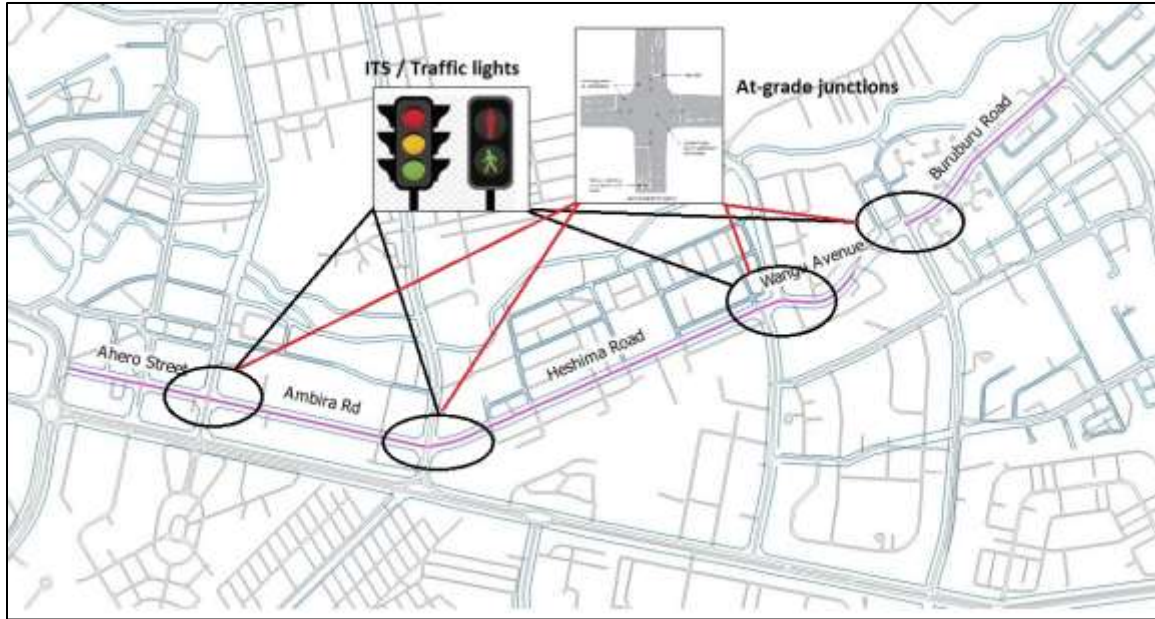 ITS / Traffic lights
At-grade junctions
Buruburu Road
Wangu Avenue
Heshima Road
Ahero Street
Ambira Rd